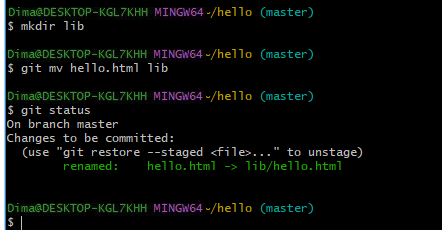 Dima@DESKTOP-KGL7KHH MINGW64 ~/hello (master)
$ mkdir lib
Dima@DESKTOP-KGL7KHH MINGW64 ~/hello (master)
$ git mv hello.html lib
Dima@DESKTOP-KGL7KHH MINGW64 ~/hello (master)
$ git status
On branch master
Changes to be committed:
  (use "git restore --staged <file>..." to unstage)
        renamed:    hello.html -> lib/hello.html
Dima@DESKTOP-KGL7KHH MINGW64 ~/hello (master)
$